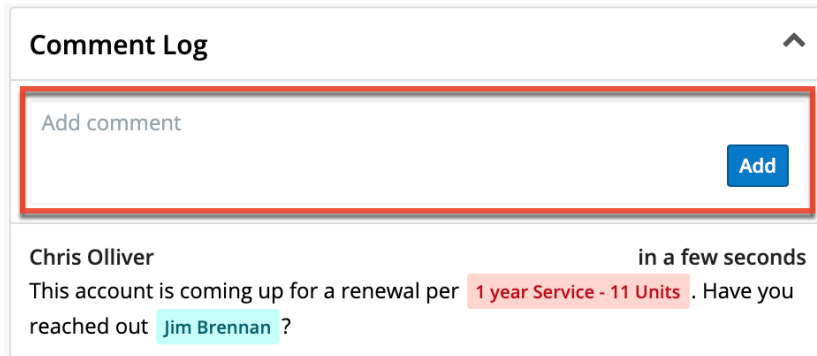 Comment Log
Add comment
Add
Chris Olliver in a few seconds
This account is coming up for a renewal per 1 year Service - 11 Units . Have you
reached out Jim Brennan ?